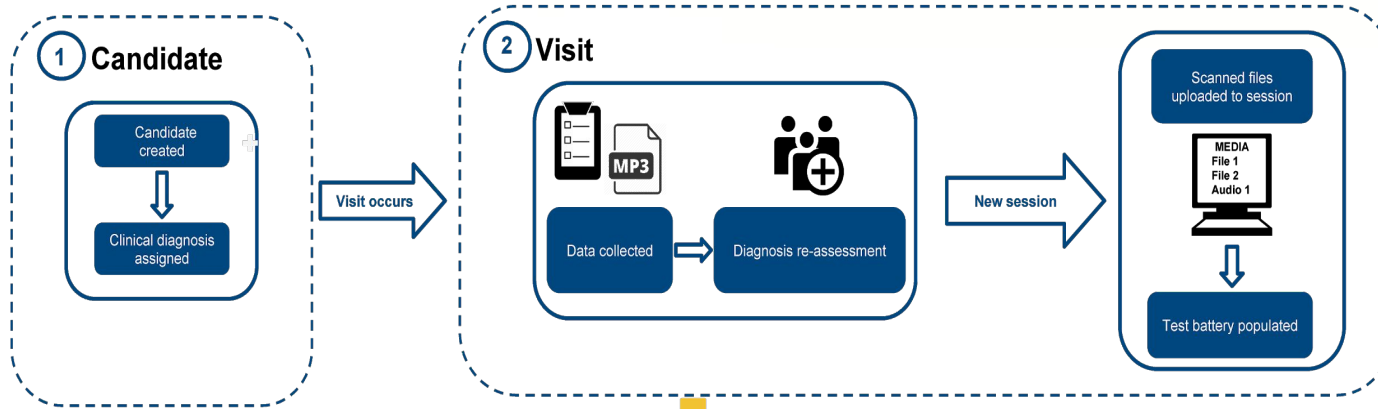 1 Candidate
Candidate
created
Clinical diagnosis
assigned
Visit occurs
2 Visit
MP3
Data collected
Diagnosis re-assessment
New session
Scanned files
uploaded to session
MEDIA
File 1
File 2
Audio 1
Test battery populated